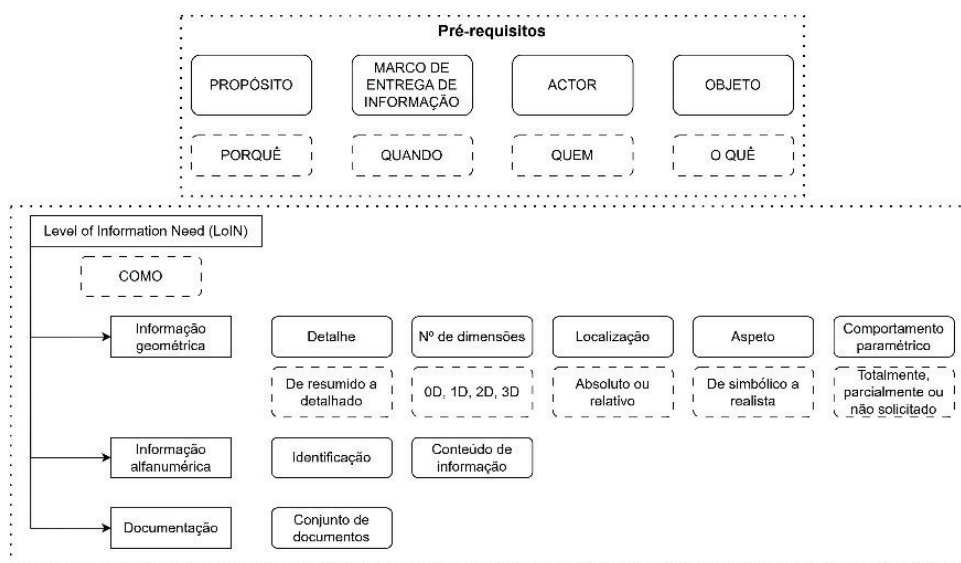 Pré-requisitos
PROPÓSITO
MARCO DE
ENTREGA DE
INFORMAÇÃO
ACTOR
OBJETO
PORQUÊ
QUANDO
QUEM
O QUÊ
Level of Information Need (LoIN)
COMO
Informação
geométrica
Detalhe
Nº de dimensões
Localização
Aspeto
Comportamento
paramétrico
De resumido a
detalhado
0D, 1D, 2D, 3D
Absoluto ou
relativo
De simbólico a
realista
Totalmente,
parcialmente ou
não solicitado
Informação
alfanumérica
Identificação
Conteúdo de
informação
Documentação
Conjunto de
documentos